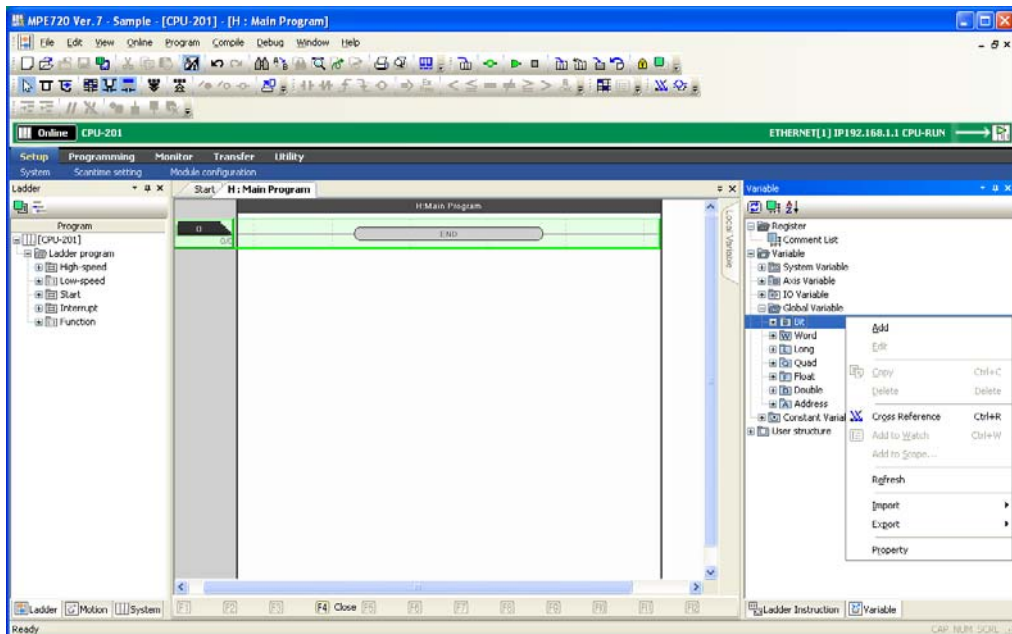 MPE720 Ver. 7 - Sample - [CPU-201] - [H : Main Program]
File Edit View Online Program Compile Debug Window Help
Online CPU-201 ETHERNET[1] IP192.168.1.1 CPU-RUN
Setup Programming Monitor Transfer Utility
System Scantime setting Module configuration
Ladder
Program
[CPU-201]
Ladder program
High-speed
Low-speed
Start
Interrupt
Function
Start H : Main Program
H:Main Program
0
0/0
END
Local Variable
Variable
Register
Comment List
Variable
System Variable
Axis Variable
IO Variable
Global Variable
Bit
Word
Long
Quad
Float
Double
Address
Constant Varial
User structure
Add
Edit
Copy Ctrl+C
Delete Delete
Cross Reference Ctrl+R
Add to Watch Ctrl+W
Add to Scope...
Refresh
Import
Export
Property
Ladder Motion System
F1 F2 F3 F4 Close F5 F6 F7 F8 F9 F10 F11 F12
Ladder Instruction Variable
Ready CAP NUM SCRL